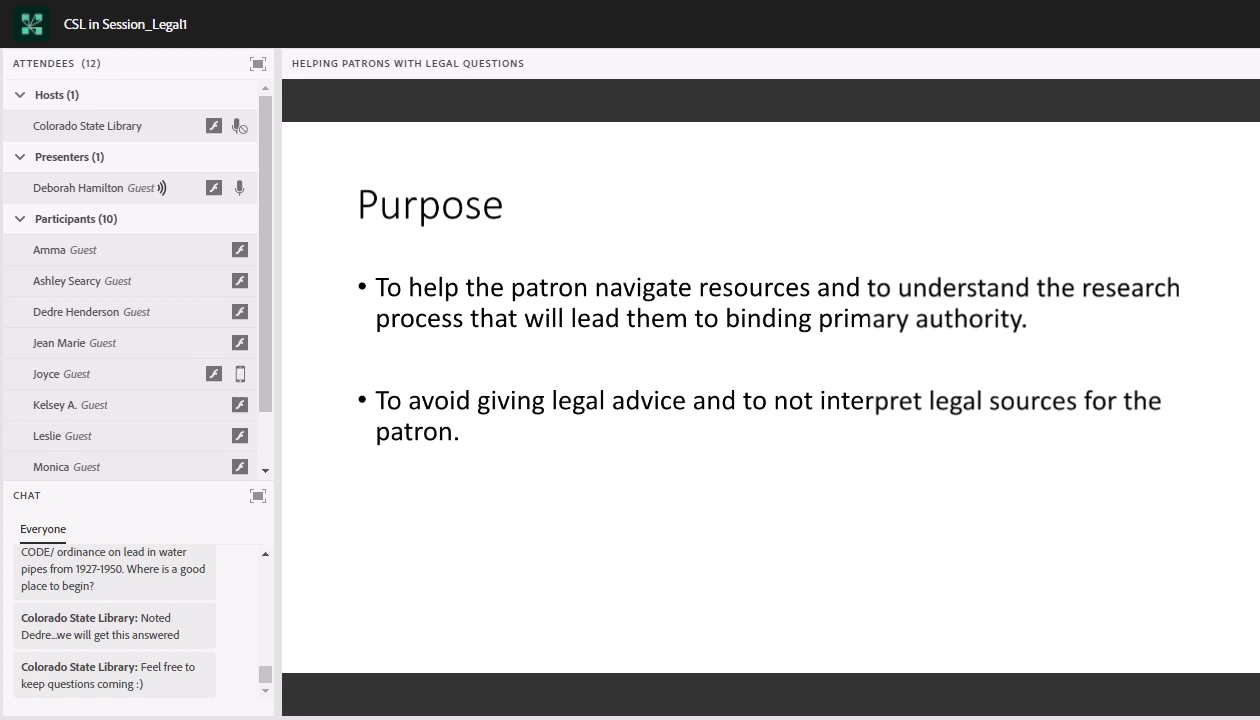 CSL in Session_Legal1
ATTENDEES (12)
Hosts (1)
Colorado State Library
Presenters (1)
Deborah Hamilton Guest
Participants (10)
Amma Guest
Ashley Searcy Guest
Dedre Henderson Guest
Jean Marie Guest
Joyce Guest
Kelsey A. Guest
Leslie Guest
Monica Guest
CHAT
Everyone
CODE/ ordinance on lead in water
pipes from 1927-1950. Where is a good
place to begin?
Colorado State Library: Noted
Dedre...we will get this answered
Colorado State Library: Feel free to
keep questions coming :)
HELPING PATRONS WITH LEGAL QUESTIONS
Purpose
• To help the patron navigate resources and to understand the research
process that will lead them to binding primary authority.
• To avoid giving legal advice and to not interpret legal sources for the
patron.